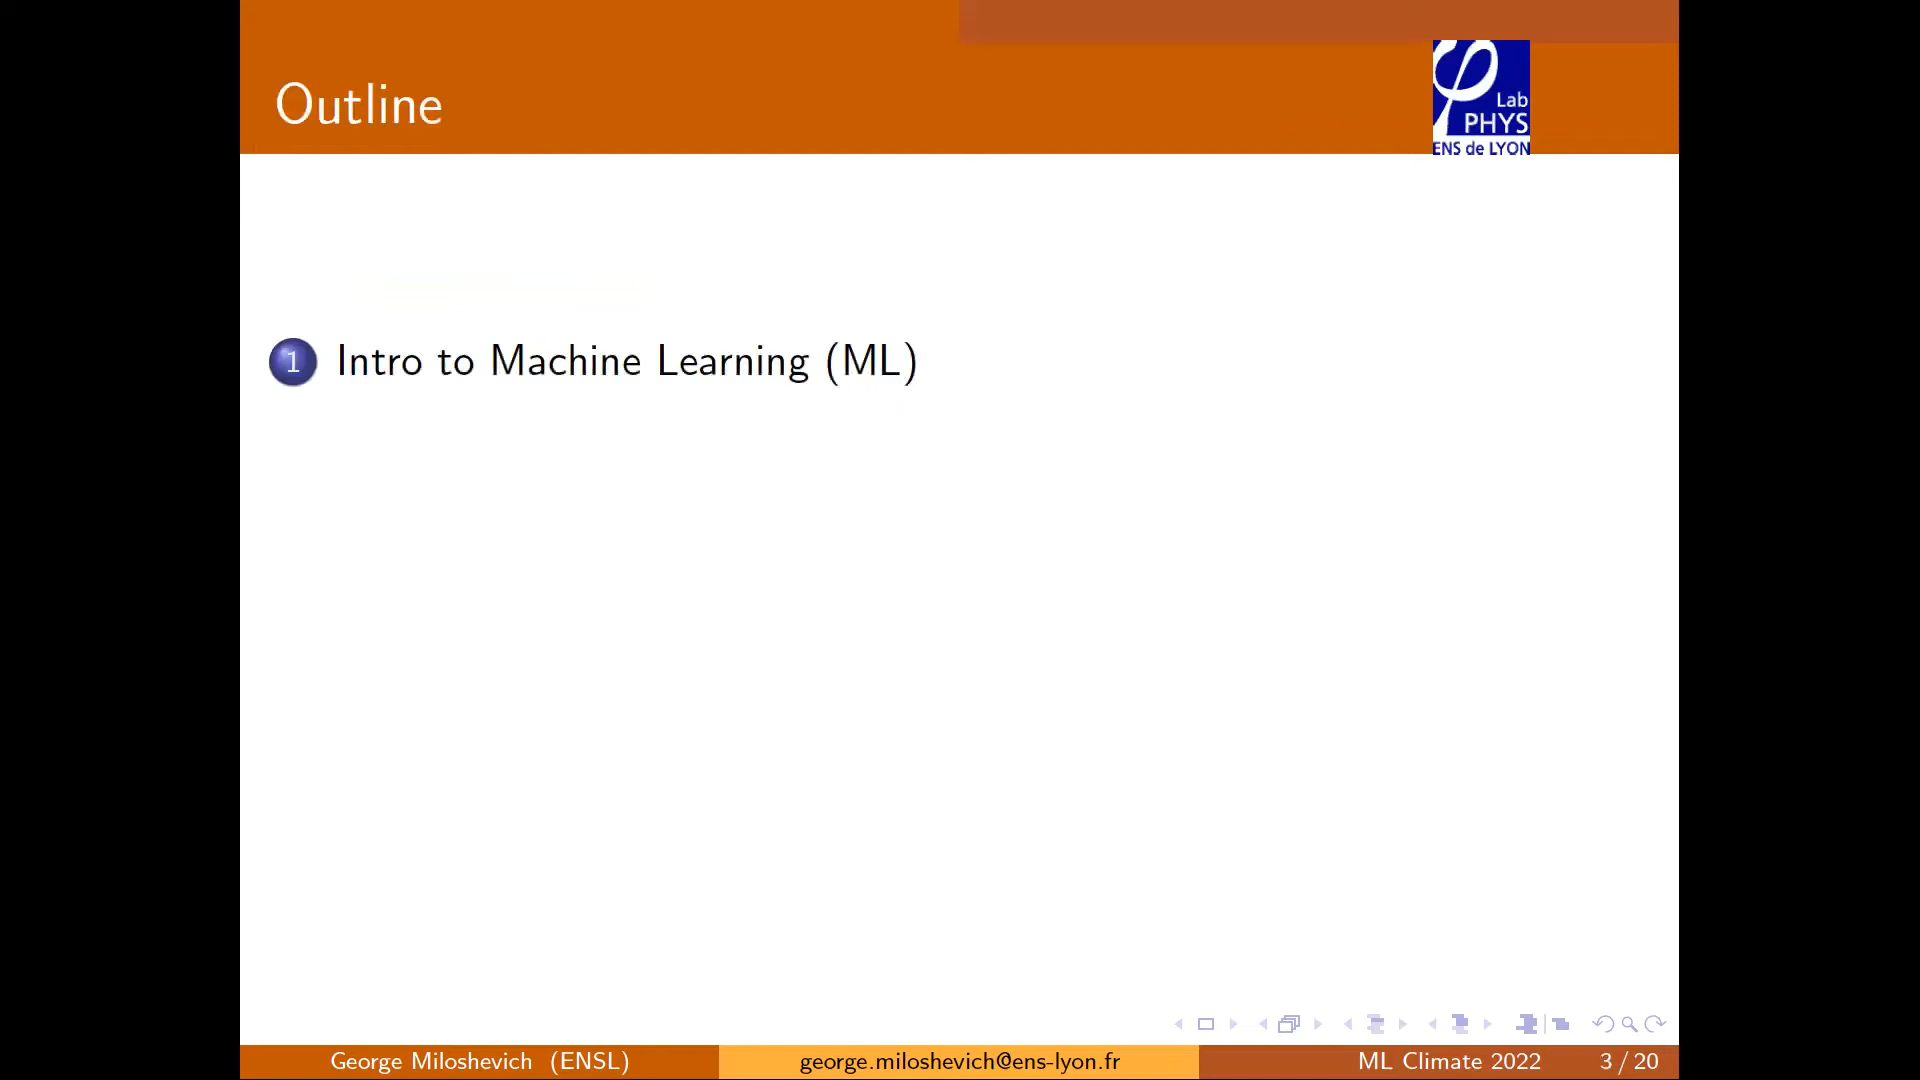 Outline
Lab
PHYS
ENS de LYON
1 Intro to Machine Learning (ML)
George Miloshevich (ENSL) george.miloshevich@ens-lyon.fr ML Climate 2022 3 / 20